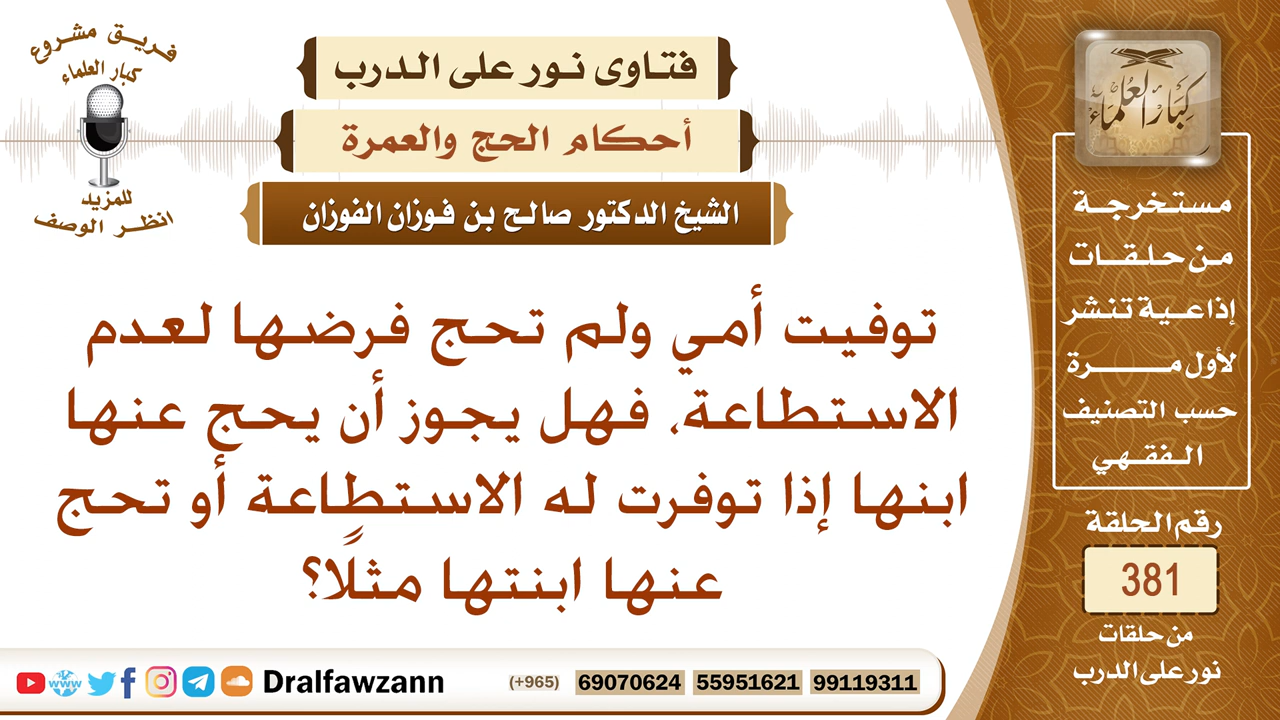 فريق مشروع
كبار العلماء
للمزيد
انظر الوصف
فتاوى نور على الدرب
أحكام الحج والعمرة
الشيخ الدكتور صالح بن فوزان الفوزان
توفيت أمي ولم تحج فرضها لعدم
الاستطاعة، فهل يجوز أن يحج عنها
ابنها إذا توفرت له الاستطاعة أو تحج
عنها ابنتها مثلًا؟
كبار العلماء
مستخرجة
من حلقات
إذاعية تنشر
لأول مرة
حسب التصنيف
الفقهي
رقم الحلقة
381
من حلقات
نور على الدرب
www Dralfawzann (+965) 69070624 55951621 99119311